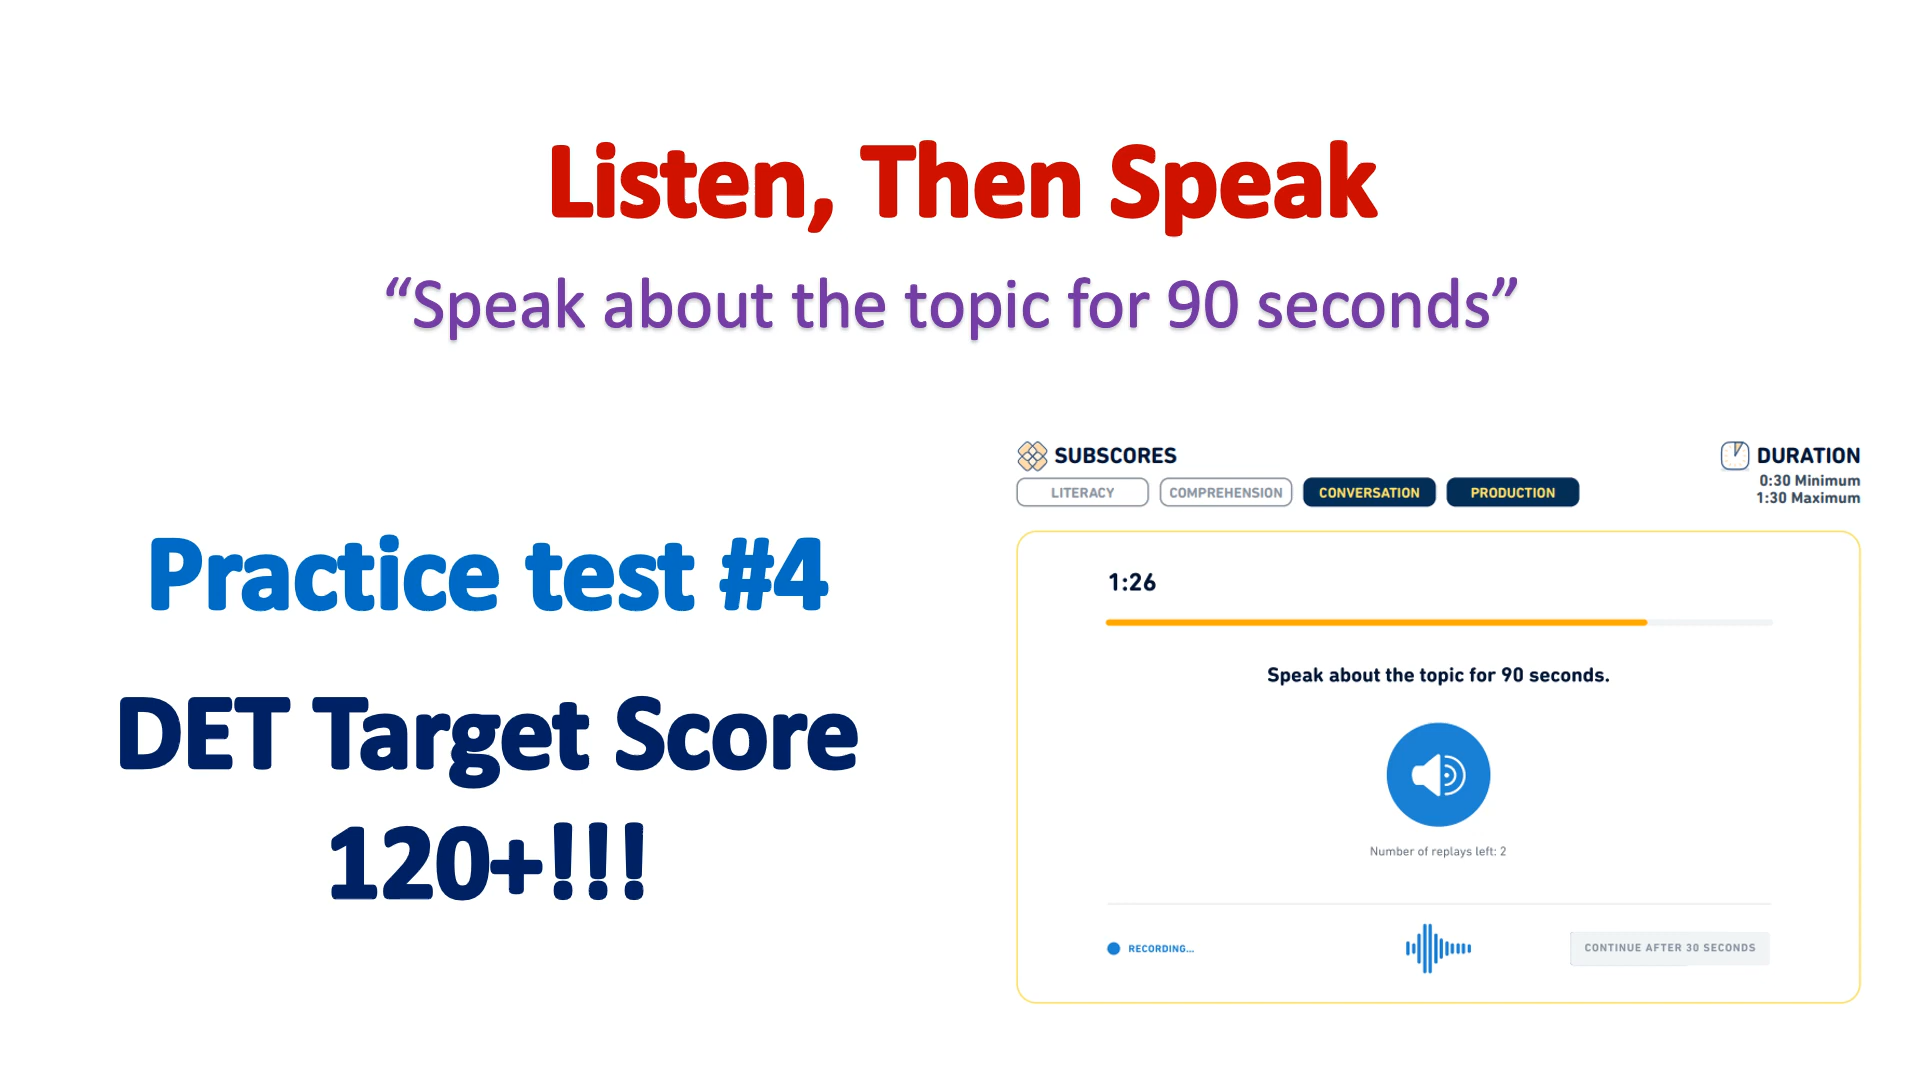 Listen, Then Speak
“Speak about the topic for 90 seconds”
Practice test #4
DET Target Score
120+!!!
SUBSCORES
LITERACY
COMPREHENSION
CONVERSATION
PRODUCTION
DURATION
0:30 Minimum
1:30 Maximum
1:26
Speak about the topic for 90 seconds.
Number of replays left: 2
RECORDING...
CONTINUE AFTER 30 SECONDS